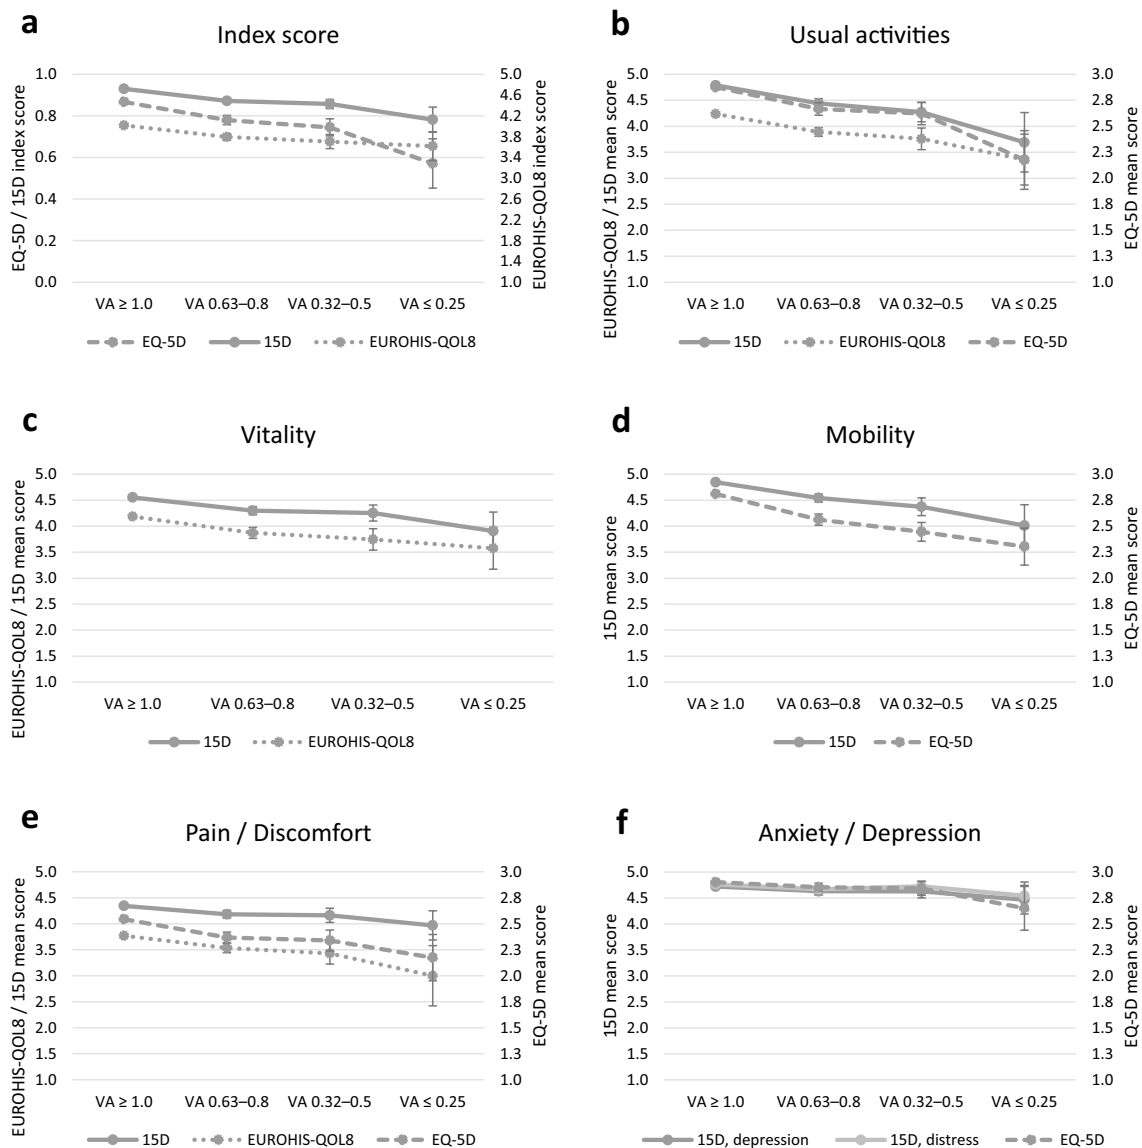 a
Index score
EQ-5D / 15D index score
1.0
0.8
0.6
0.4
0.2
0.0
5.0
4.6
4.2
3.8
3.4
3.0
2.6
2.2
1.8
1.4
1.0
EUROHIS-QOL8 index score
VA ≥ 1.0 VA 0.63–0.8 VA 0.32–0.5 VA ≤ 0.25
EQ-5D 15D EUROHIS-QOL8
b
Usual activities
EUROHIS-QOL8 / 15D mean score
5.0
4.5
4.0
3.5
3.0
2.5
2.0
1.5
1.0
3.0
2.8
2.5
2.3
2.0
1.8
1.5
1.3
1.0
EQ-5D mean score
VA ≥ 1.0 VA 0.63–0.8 VA 0.32–0.5 VA ≤ 0.25
15D EUROHIS-QOL8 EQ-5D
c
Vitality
EUROHIS-QOL8 / 15D mean score
5.0
4.5
4.0
3.5
3.0
2.5
2.0
1.5
1.0
VA ≥ 1.0 VA 0.63–0.8 VA 0.32–0.5 VA ≤ 0.25
15D EUROHIS-QOL8
d
Mobility
15D mean score
5.0
4.5
4.0
3.5
3.0
2.5
2.0
1.5
1.0
3.0
2.8
2.5
2.3
2.0
1.8
1.5
1.3
1.0
EQ-5D mean score
VA ≥ 1.0 VA 0.63–0.8 VA 0.32–0.5 VA ≤ 0.25
15D EQ-5D
e
Pain / Discomfort
EUROHIS-QOL8 / 15D mean score
5.0
4.5
4.0
3.5
3.0
2.5
2.0
1.5
1.0
3.0
2.8
2.5
2.3
2.0
1.8
1.5
1.3
1.0
EQ-5D mean score
VA ≥ 1.0 VA 0.63–0.8 VA 0.32–0.5 VA ≤ 0.25
15D EUROHIS-QOL8 EQ-5D
f
Anxiety / Depression
15D mean score
5.0
4.5
4.0
3.5
3.0
2.5
2.0
1.5
1.0
3.0
2.8
2.5
2.3
2.0
1.8
1.5
1.3
1.0
EQ-5D mean score
VA ≥ 1.0 VA 0.63–0.8 VA 0.32–0.5 VA ≤ 0.25
15D, depression 15D, distress EQ-5D